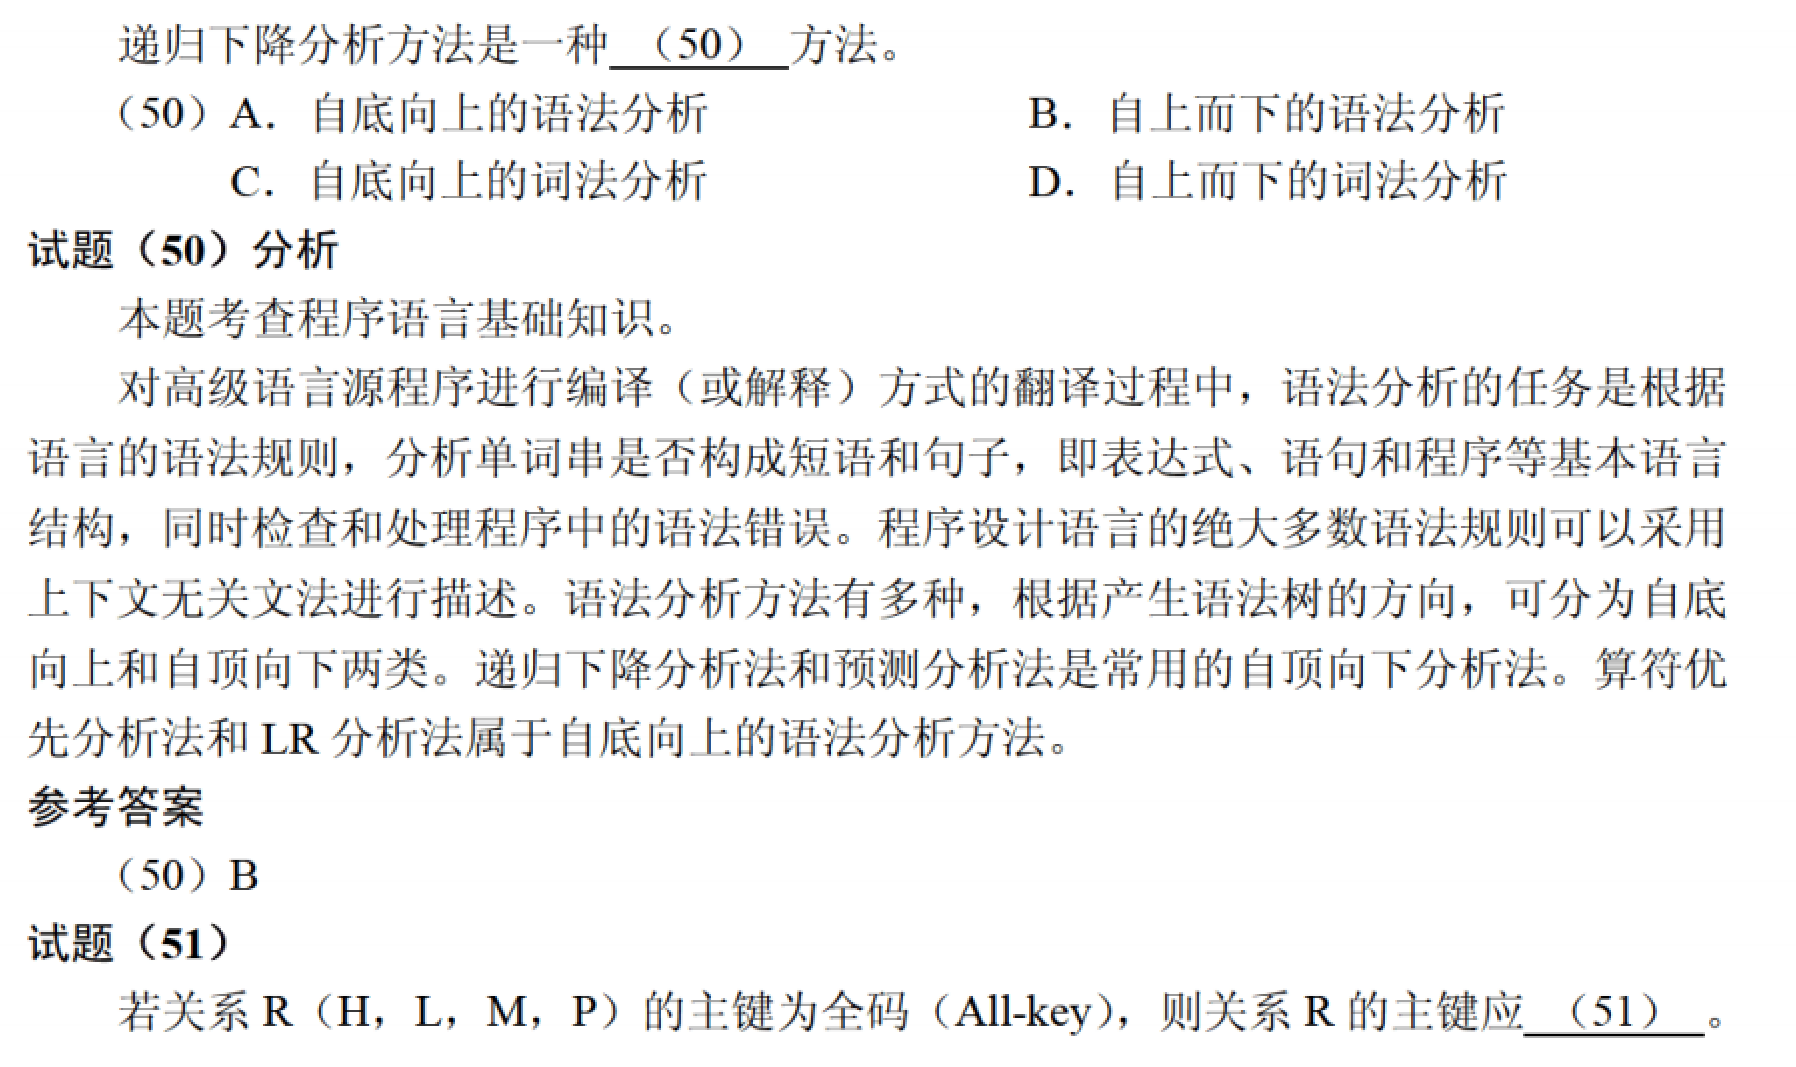 递归下降分析方法是一种（50）方法。
（50）A．自底向上的语法分析 B．自上而下的语法分析
C．自底向上的词法分析 D．自上而下的词法分析
试题（50）分析
本题考查程序语言基础知识。
对高级语言源程序进行编译（或解释）方式的翻译过程中，语法分析的任务是根据
语言的语法规则，分析单词串是否构成短语和句子，即表达式、语句和程序等基本语言
结构，同时检查和处理程序中的语法错误。程序设计语言的绝大多数语法规则可以采用
上下文无关文法进行描述。语法分析方法有多种，根据产生语法树的方向，可分为自底
向上和自顶向下两类。递归下降分析法和预测分析法是常用的自顶向下分析法。算符优
先分析法和 LR 分析法属于自底向上的语法分析方法。
参考答案
（50）B
试题（51）
若关系 R（H，L，M，P）的主键为全码（All-key），则关系 R 的主键应（51）。